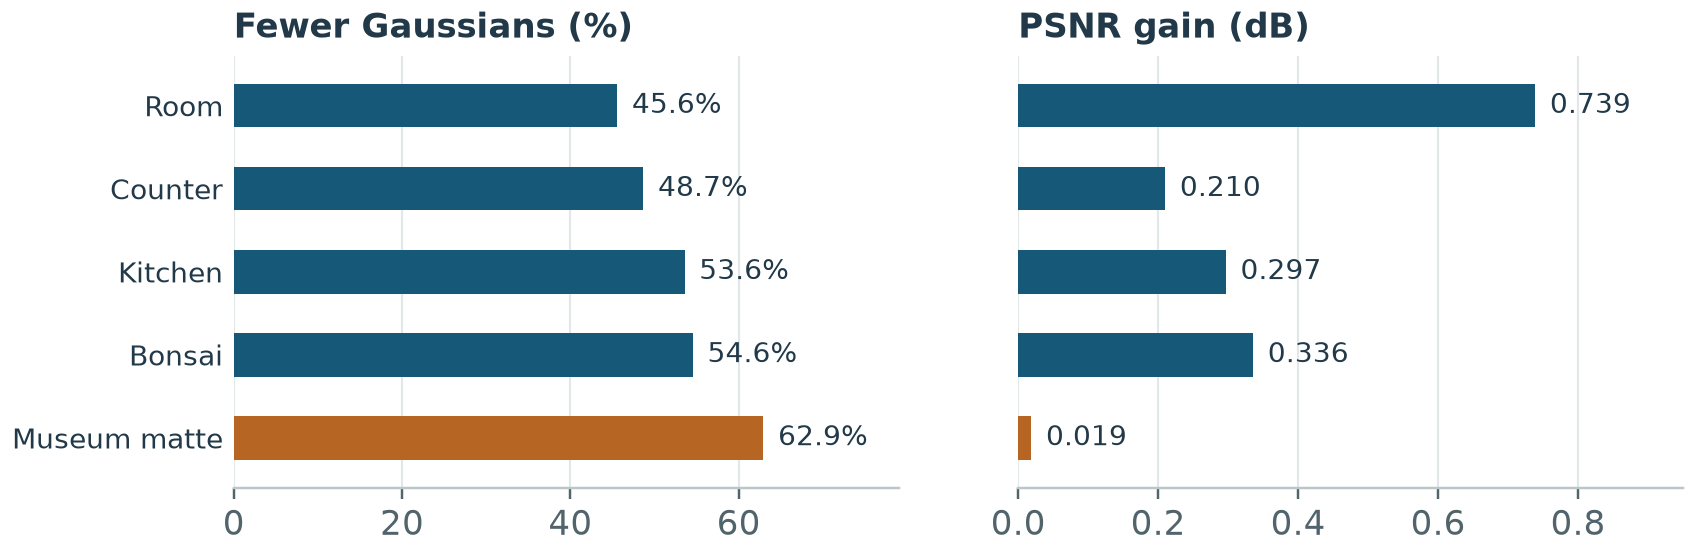 Fewer Gaussians (%)
Room 45.6%
Counter 48.7%
Kitchen 53.6%
Bonsai 54.6%
Museum matte 62.9%
0 20 40 60
PSNR gain (dB)
0.739
0.210
0.297
0.336
0.019
0.0 0.2 0.4 0.6 0.8